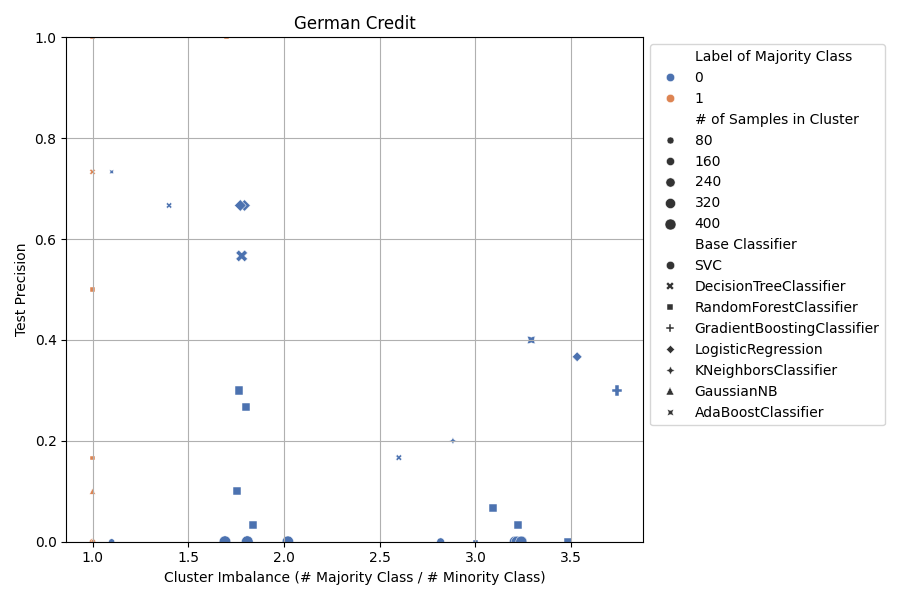 German Credit
Test Precision
1.0
0.8
0.6
0.4
0.2
0.0
1.0 1.5 2.0 2.5 3.0 3.5
Cluster Imbalance (# Majority Class / # Minority Class)
Label of Majority Class
0
1
# of Samples in Cluster
80
160
240
320
400
Base Classifier
SVC
DecisionTreeClassifier
RandomForestClassifier
GradientBoostingClassifier
LogisticRegression
KNeighborsClassifier
GaussianNB
AdaBoostClassifier